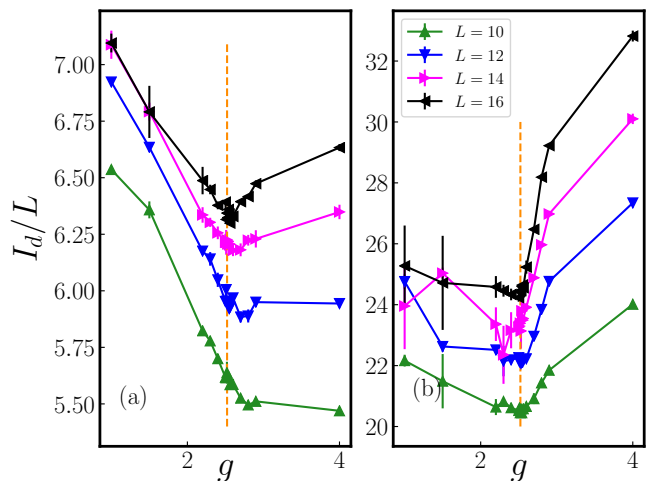 7.00
6.75
6.50
6.25
6.00
5.75
5.50
I_d/L
(a)
2
4
g
32
30
28
26
24
22
20
L = 10
L = 12
L = 14
L = 16
(b)
2
4
g